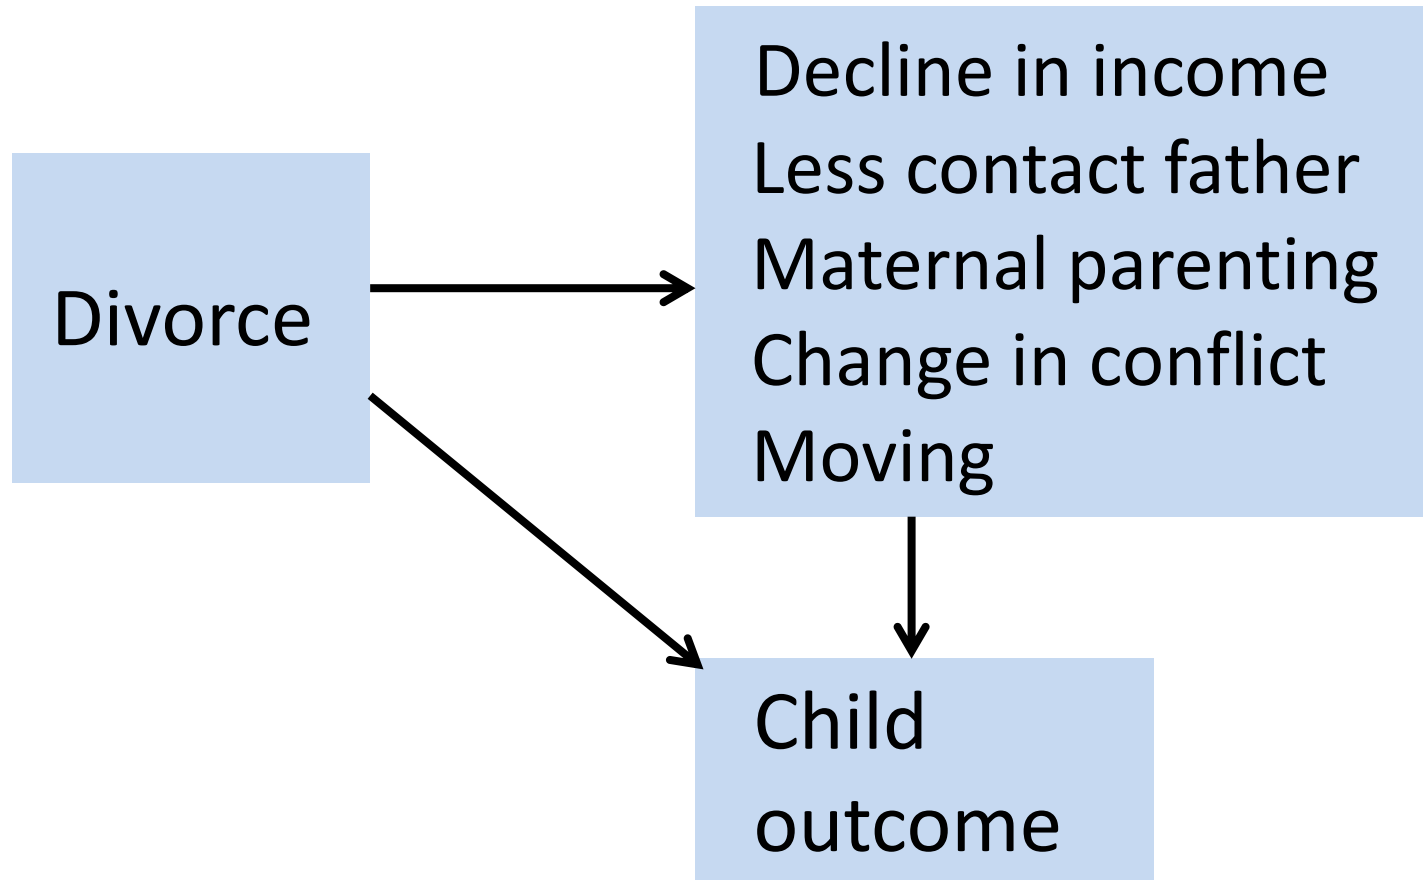 Divorce
Decline in income
Less contact father
Maternal parenting
Change in conflict
Moving
Child
outcome